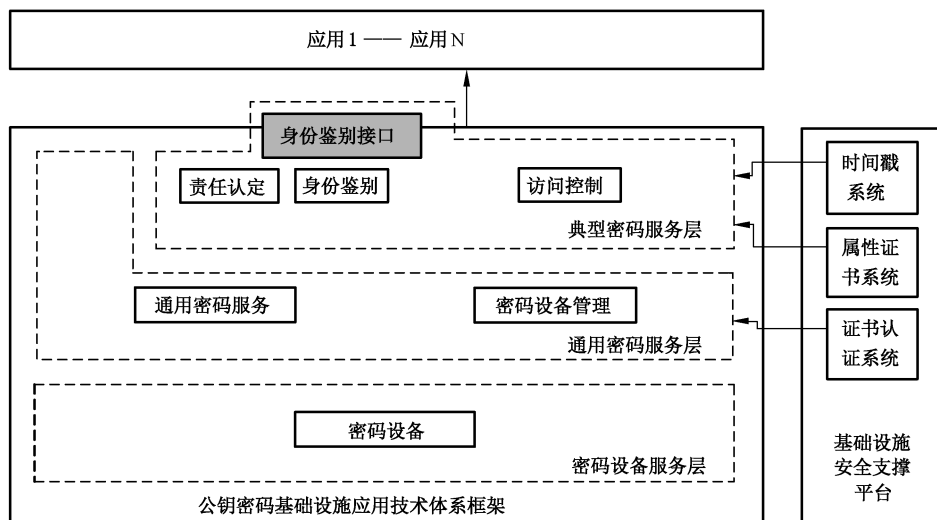 应用1 —— 应用N
身份鉴别接口
责任认定
身份鉴别
访问控制
典型密码服务层
通用密码服务
密码设备管理
通用密码服务层
密码设备
密码设备服务层
公钥密码基础设施应用技术体系框架
时间戳
系统
属性证
书系统
证书认
证系统
基础设施
安全支撑
平台